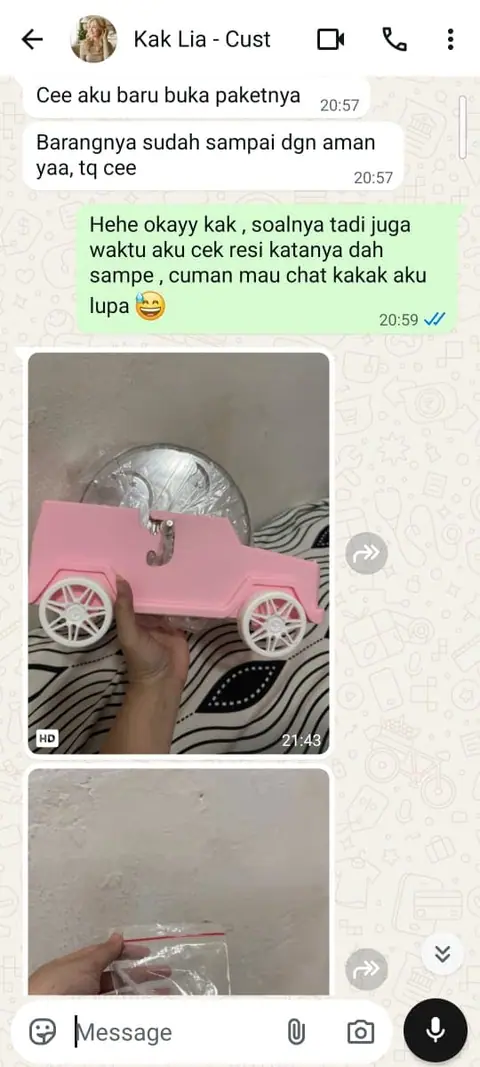 Kak Lia - Cust
Cee aku baru buka paketnya
20:57
Barangnya sudah sampai dgn aman
yaa, tq cee
20:57
Hehe okayy kak , soalnya tadi juga
waktu aku cek resi katanya dah
sampe , cuman mau chat kakak aku
lupa 😅
20:59
HD
21:43
Message